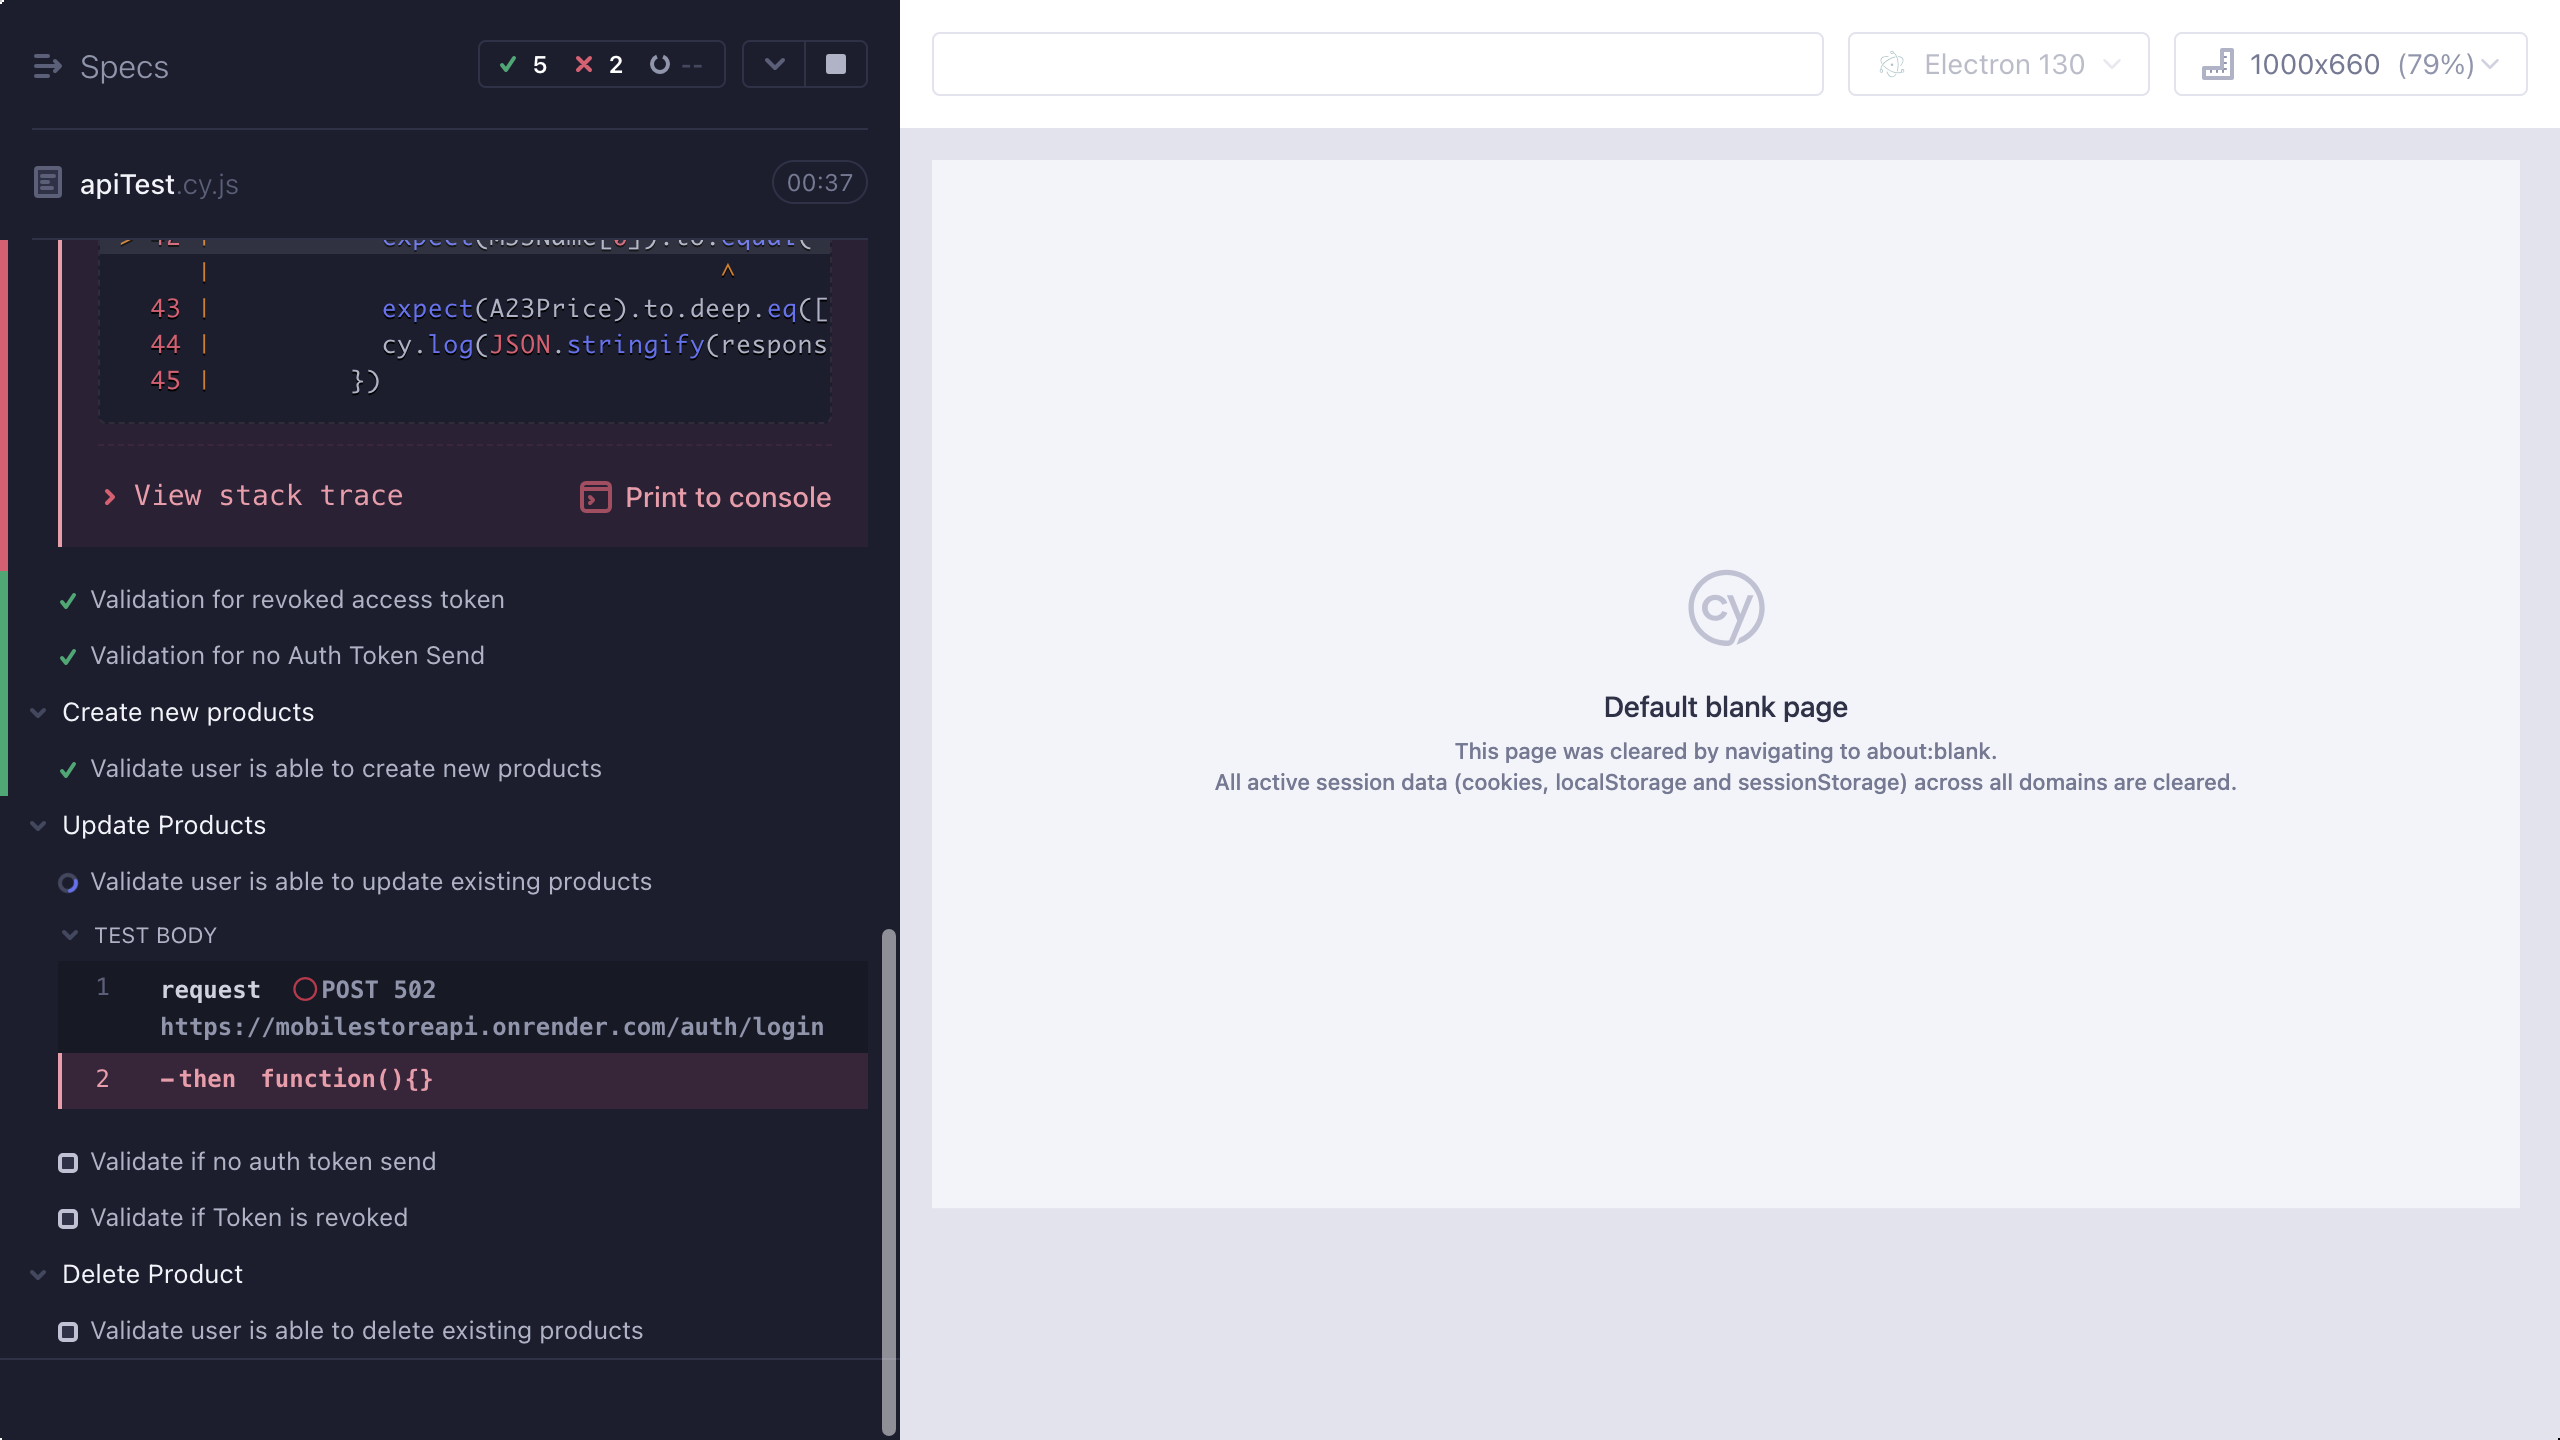 Specs
5 2 --
apiTest.cy.js
00:37
> 42 | expect(M53Name[0]).to.equal(
| ^
43 | expect(A23Price).to.deep.eq([
44 | cy.log(JSON.stringify(respons
45 | })
View stack trace
Print to console
Validation for revoked access token
Validation for no Auth Token Send
Create new products
Validate user is able to create new products
Update Products
Validate user is able to update existing products
TEST BODY
1 request POST 502
https://mobilestoreapi.onrender.com/auth/login
2 -then function(){}
Validate if no auth token send
Validate if Token is revoked
Delete Product
Validate user is able to delete existing products
Electron 130
1000x660 (79%)
cy
Default blank page
This page was cleared by navigating to about:blank.
All active session data (cookies, localStorage and sessionStorage) across all domains are cleared.